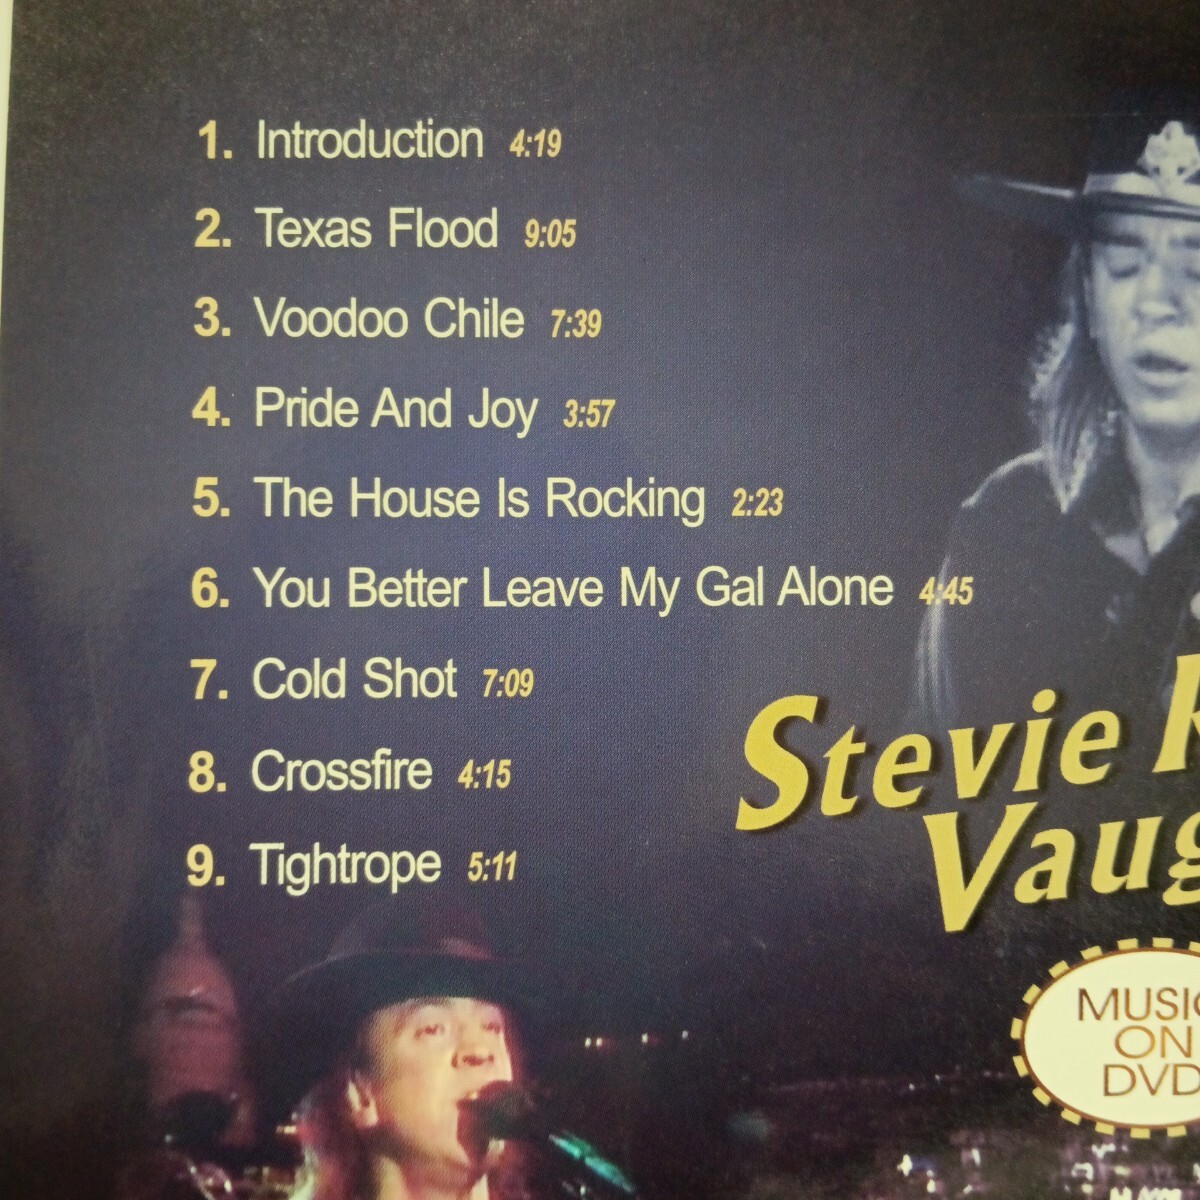 1. Introduction 4:19
2. Texas Flood 9:05
3. Voodoo Chile 7:39
4. Pride And Joy 3:57
5. The House Is Rocking 2:23
6. You Better Leave My Gal Alone 4:45
7. Cold Shot 7:09
8. Crossfire 4:15
9. Tightrope 5:11
Stevie
Vaug
MUSIC
ON
DVD